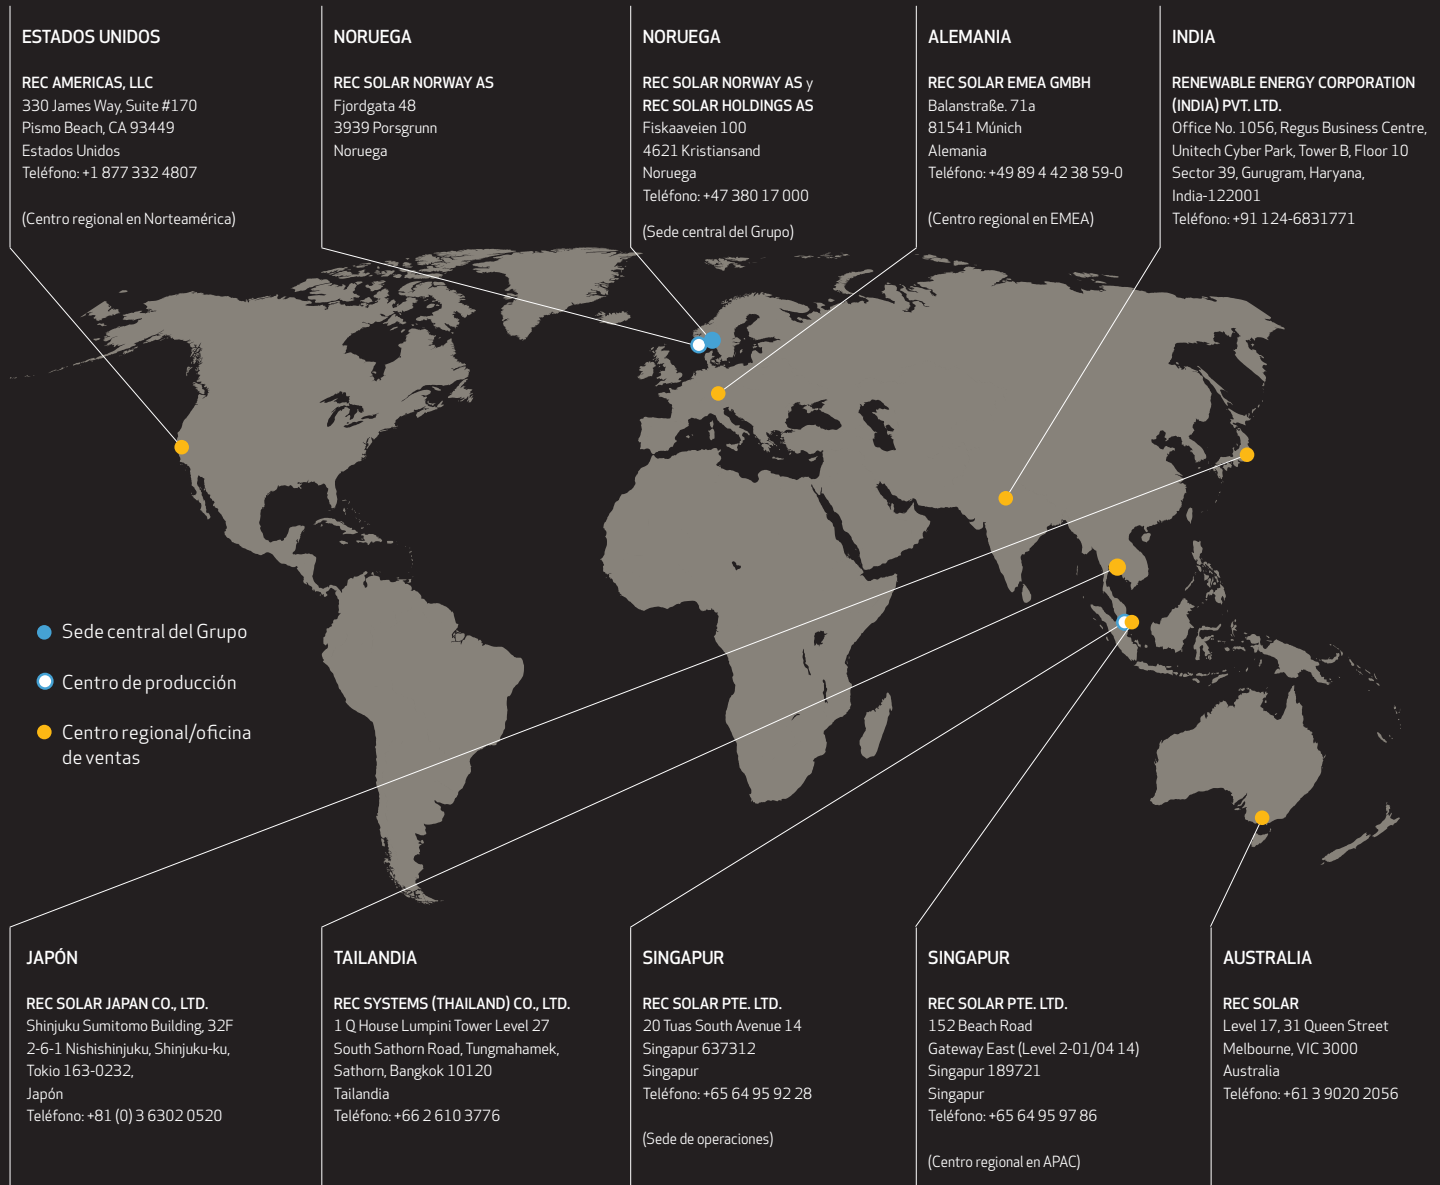 ESTADOS UNIDOS
REC AMERICAS, LLC
330 James Way, Suite #170
Pismo Beach, CA 93449
Estados Unidos
Teléfono: +1 877 332 4807
(Centro regional en Norteamérica)
NORUEGA
REC SOLAR NORWAY AS
Fjordgata 48
3939 Porsgrunn
Noruega
NORUEGA
REC SOLAR NORWAY AS y
REC SOLAR HOLDINGS AS
Fiskaaveien 100
4621 Kristiansand
Noruega
Teléfono: +47 380 17 000
(Sede central del Grupo)
ALEMANIA
REC SOLAR EMEA GMBH
Balanstraße. 71a
81541 Múnich
Alemania
Teléfono: +49 89 4 42 38 59-0
(Centro regional en EMEA)
INDIA
RENEWABLE ENERGY CORPORATION
(INDIA) PVT. LTD.
Office No. 1056, Regus Business Centre,
Unitech Cyber Park, Tower B, Floor 10
Sector 39, Gurugram, Haryana,
India-122001
Teléfono: +91 124-6831771
Sede central del Grupo
Centro de producción
Centro regional/oficina
de ventas
JAPÓN
REC SOLAR JAPAN CO., LTD.
Shinjuku Sumitomo Building, 32F
2-6-1 Nishishinjuku, Shinjuku-ku,
Tokio 163-0232,
Japón
Teléfono: +81 (0) 3 6302 0520
TAILANDIA
REC SYSTEMS (THAILAND) CO., LTD.
1 Q House Lumpini Tower Level 27
South Sathorn Road, Tungmahamek,
Sathorn, Bangkok 10120
Tailandia
Teléfono: +66 2 610 3776
SINGAPUR
REC SOLAR PTE. LTD.
20 Tuas South Avenue 14
Singapur 637312
Singapur
Teléfono: +65 64 95 92 28
(Sede de operaciones)
SINGAPUR
REC SOLAR PTE. LTD.
152 Beach Road
Gateway East (Level 2-01/04 14)
Singapur 189721
Singapur
Teléfono: +65 64 95 97 86
(Centro regional en APAC)
AUSTRALIA
REC SOLAR
Level 17, 31 Queen Street
Melbourne, VIC 3000
Australia
Teléfono: +61 3 9020 2056